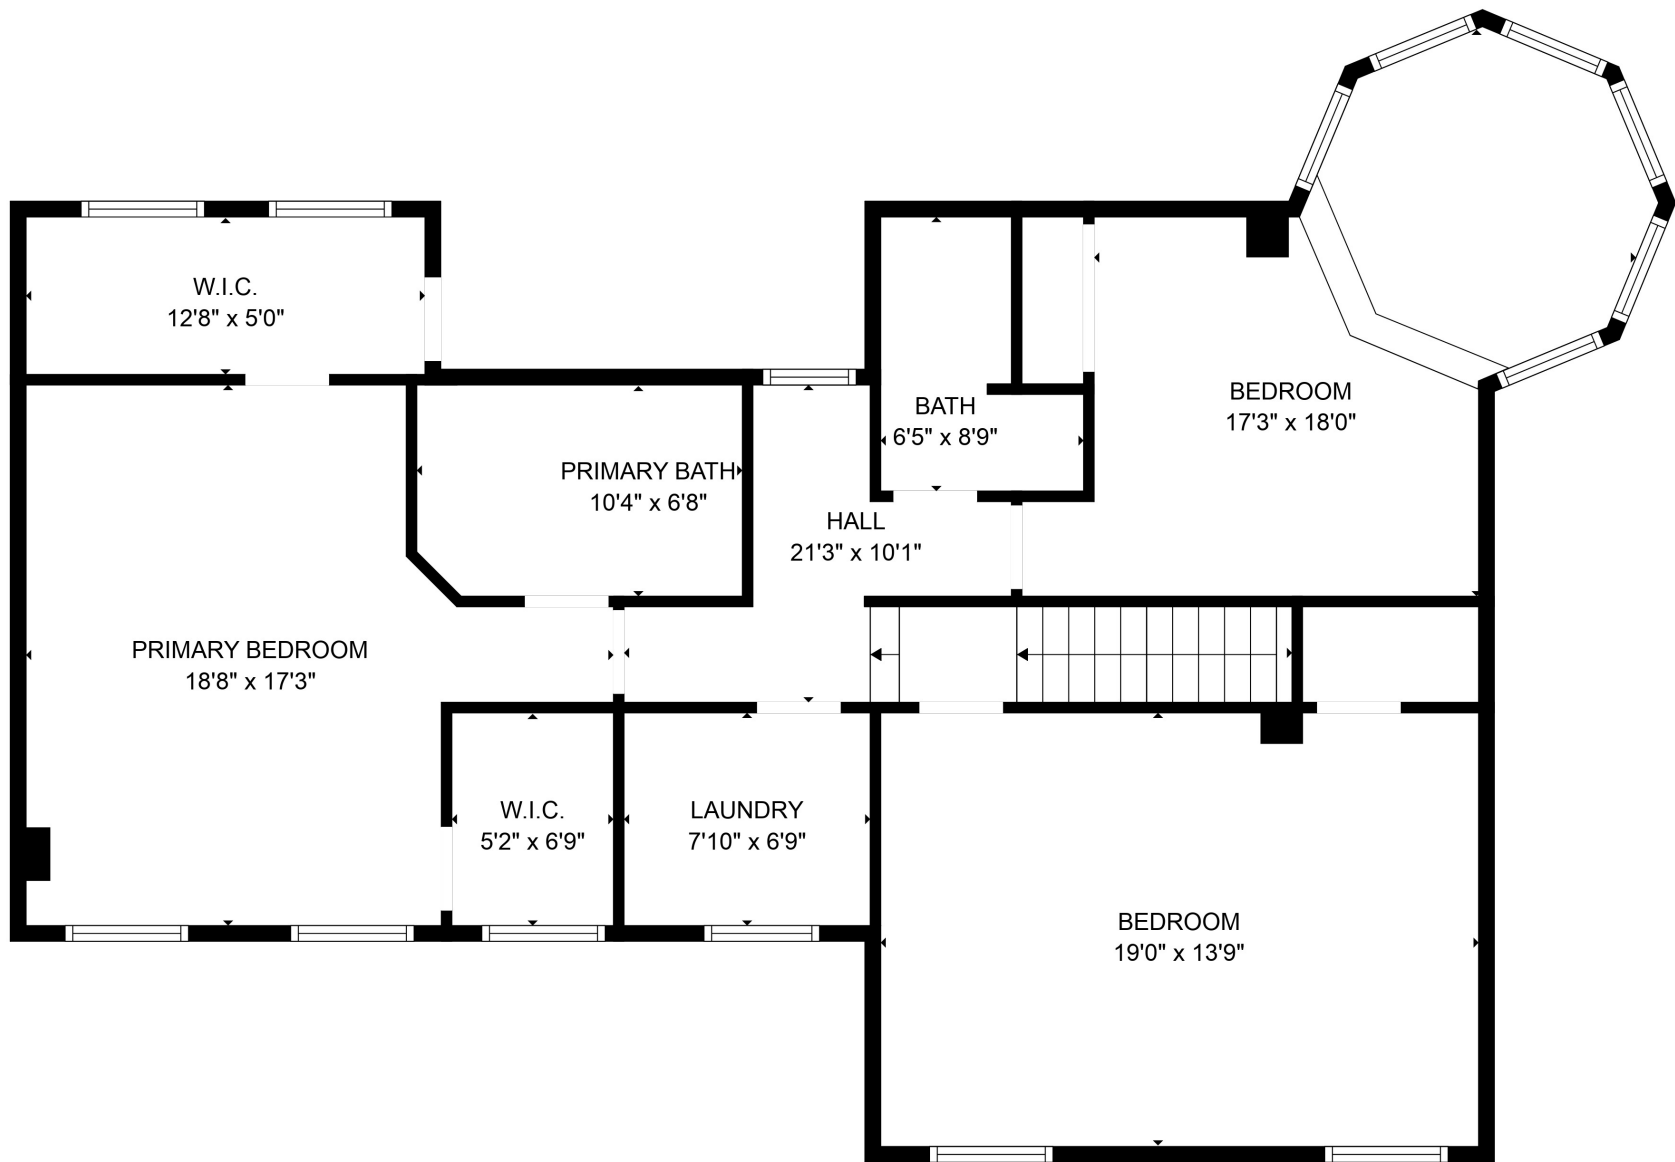 W.I.C.
12'8" x 5'0"
BEDROOM
17'3" x 18'0"
BATH
6'5" x 8'9"
PRIMARY BATH
10'4" x 6'8"
HALL
21'3" x 10'1"
PRIMARY BEDROOM
18'8" x 17'3"
W.I.C.
5'2" x 6'9"
LAUNDRY
7'10" x 6'9"
BEDROOM
19'0" x 13'9"